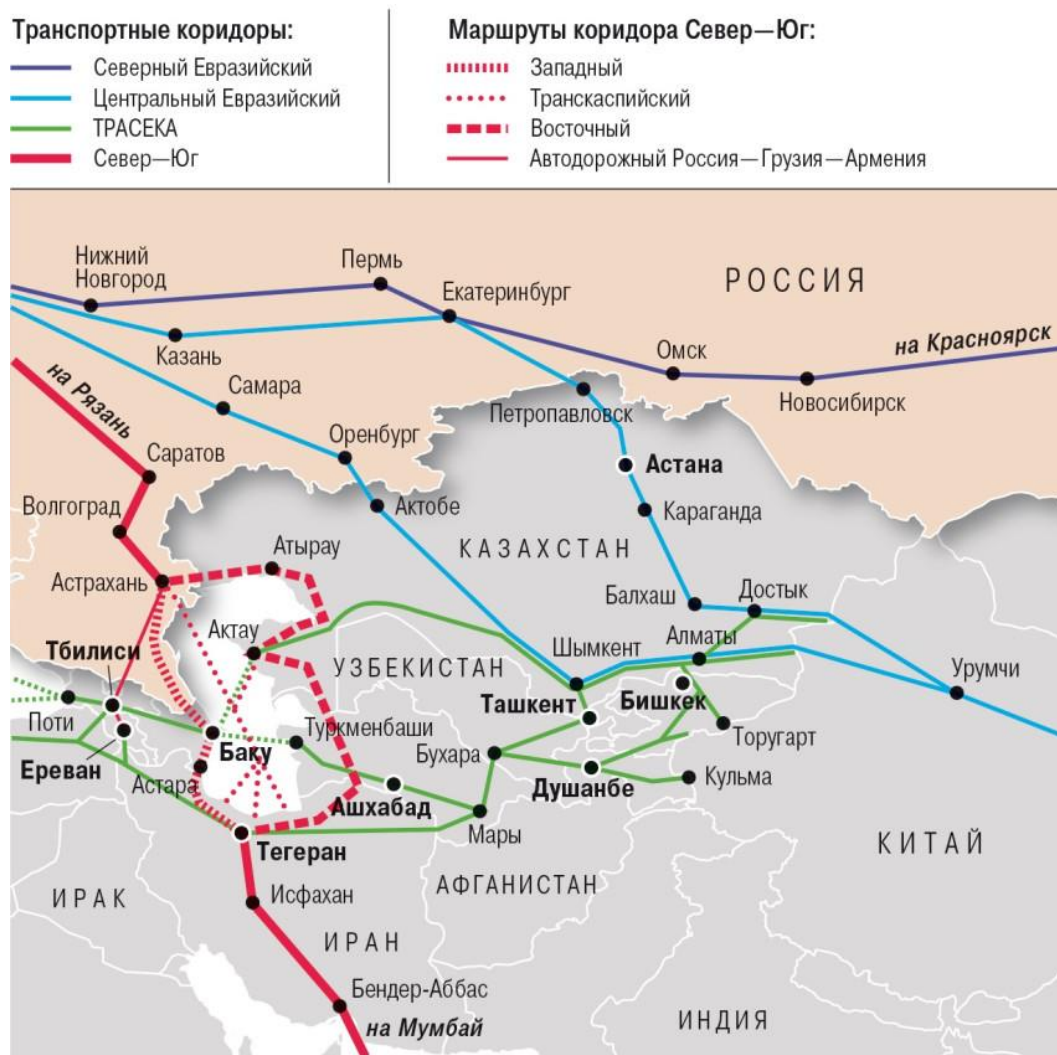 Транспортные коридоры:
Северный Евразийский
Центральный Евразийский
ТРАСЕКА
Север—Юг
Маршруты коридора Север—Юг:
Западный
Транскаспийский
Восточный
Автодорожный Россия—Грузия—Армения
Нижний
Новгород
Пермь
Екатеринбург
РОССИЯ
Казань
Омск
на Красноярск
Новосибирск
на Рязань
Самара
Петропавловск
Оренбург
Саратов
Астана
Волгоград
Актобе
Караганда
КАЗАХСТАН
Атырау
Астрахань
Балхаш
Достык
Актау
Алматы
Шымкент
Тбилиси
УЗБЕКИСТАН
Урумчи
Ташкент
Бишкек
Поти
Баку
Туркменбаши
Торугарт
Бухара
Ереван
Астара
Ашхабад
Душанбе
Кульма
Мары
Тегеран
КИТАЙ
АФГАНИСТАН
ИРАК
Исфахан
ИРАН
Бендер-Аббас
на Мумбай
ИНДИЯ